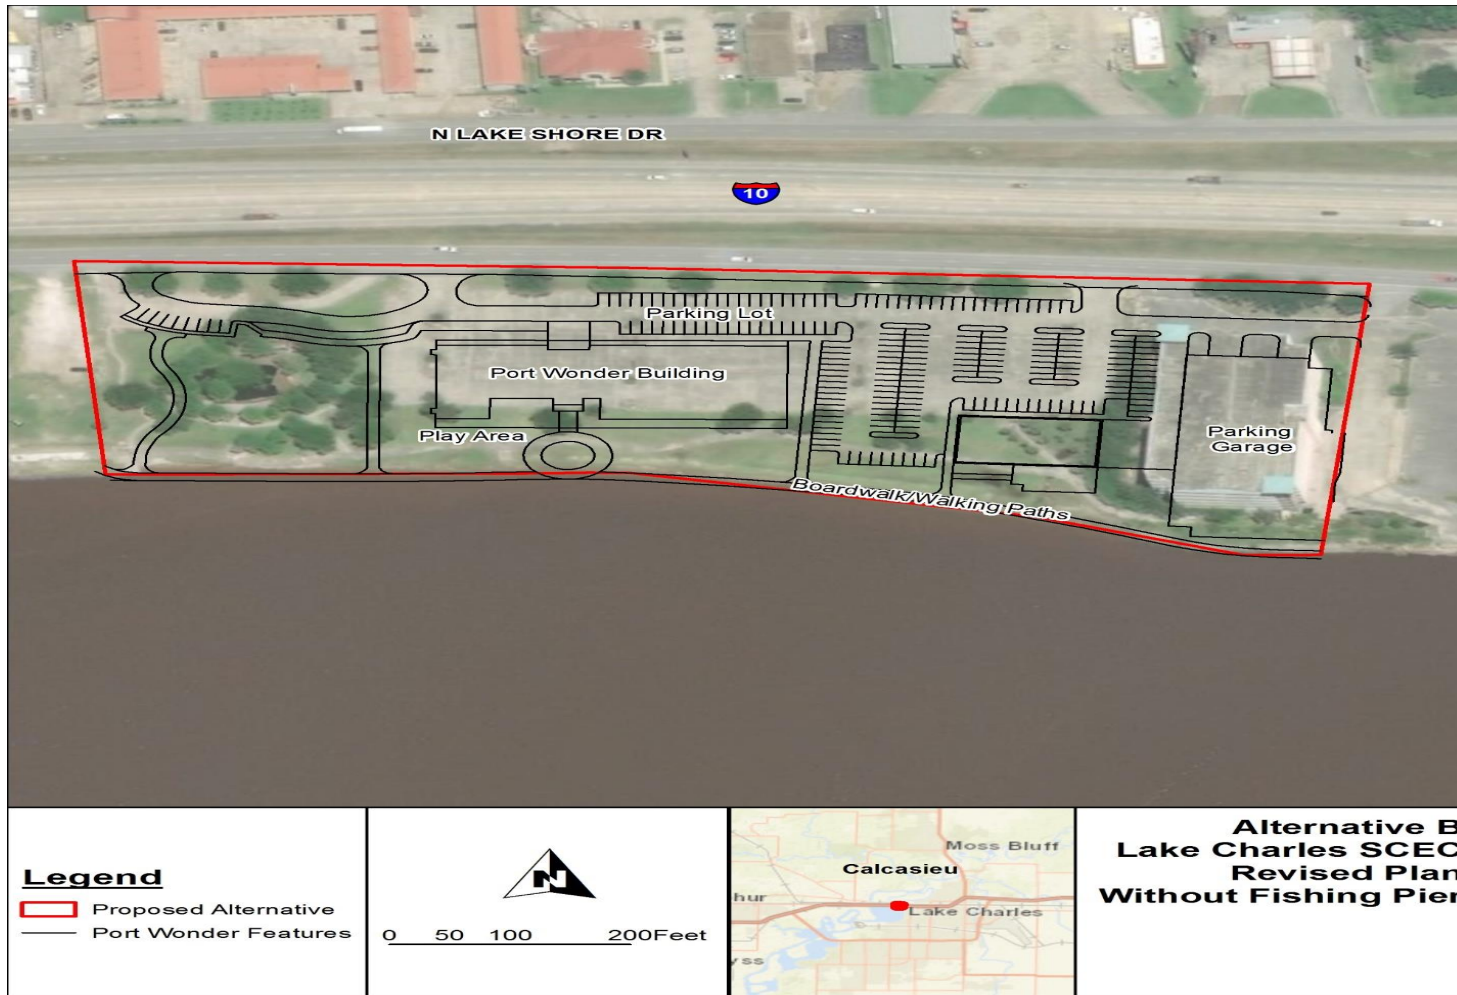 N LAKE SHORE DR
10
Parking Lot
Port Wonder Building
Play Area
Parking
Garage
Boardwalk/Walking Paths
Legend
Proposed Alternative
Port Wonder Features
N
0 50 100 200Feet
Moss Bluff
Calcasieu
hur
Lake Charles
yss
Alternative B
Lake Charles SCEC
Revised Plan
Without Fishing Pier